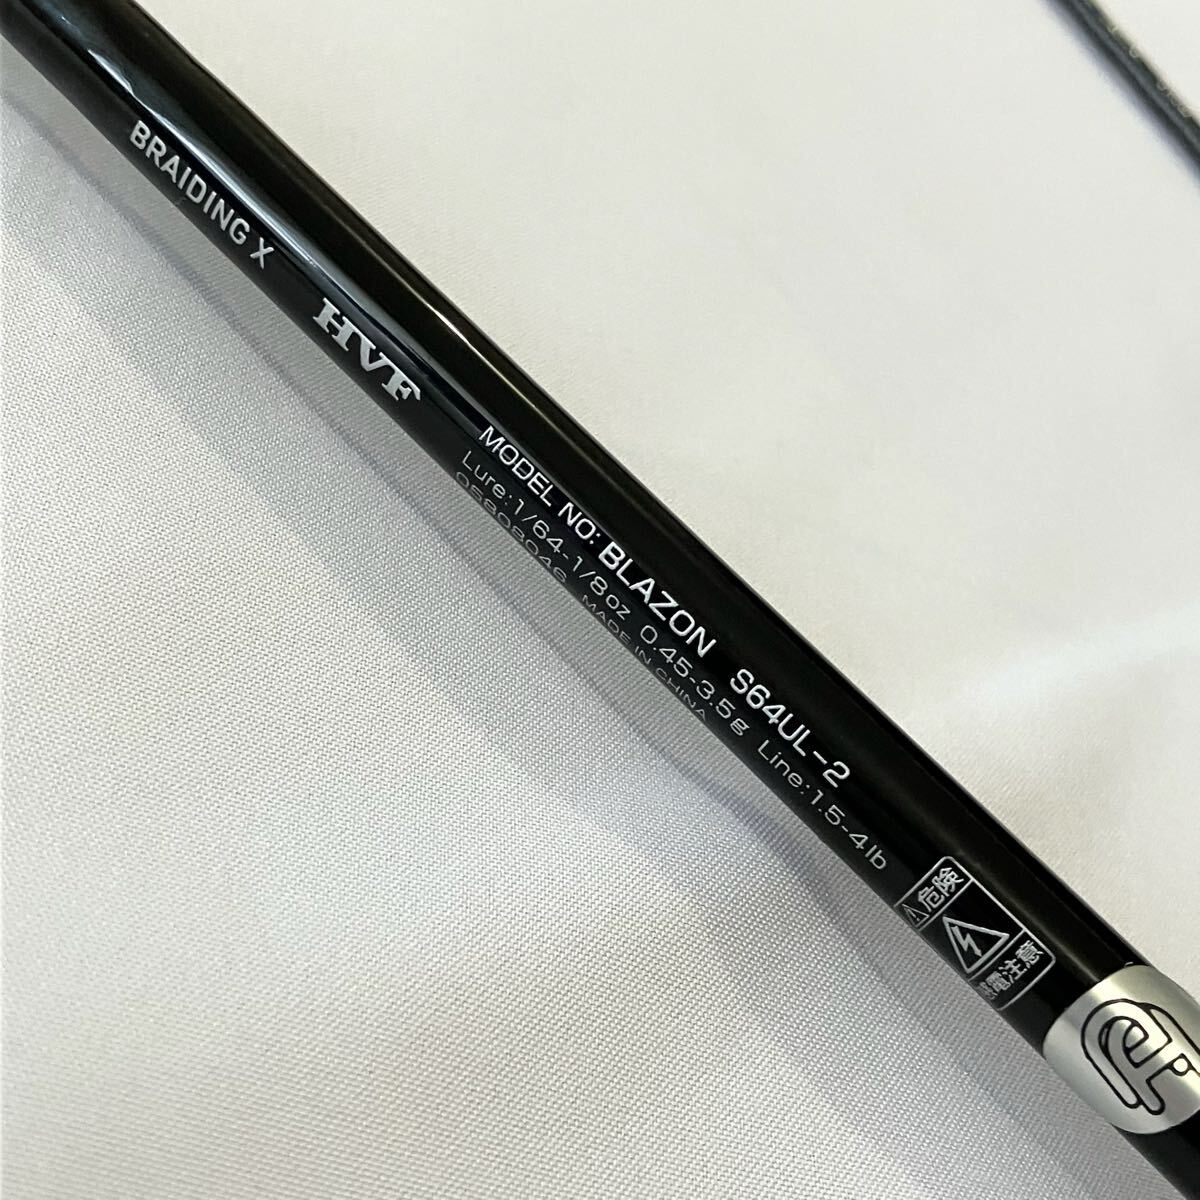 BRAIDING X
HVF
MODEL NO: BLAZON S64UL-2
Lure:1/64-1/8oz 0.45-3.5g Line:1.5-4lb
05808046 MADE IN CHINA
危険
感電注意